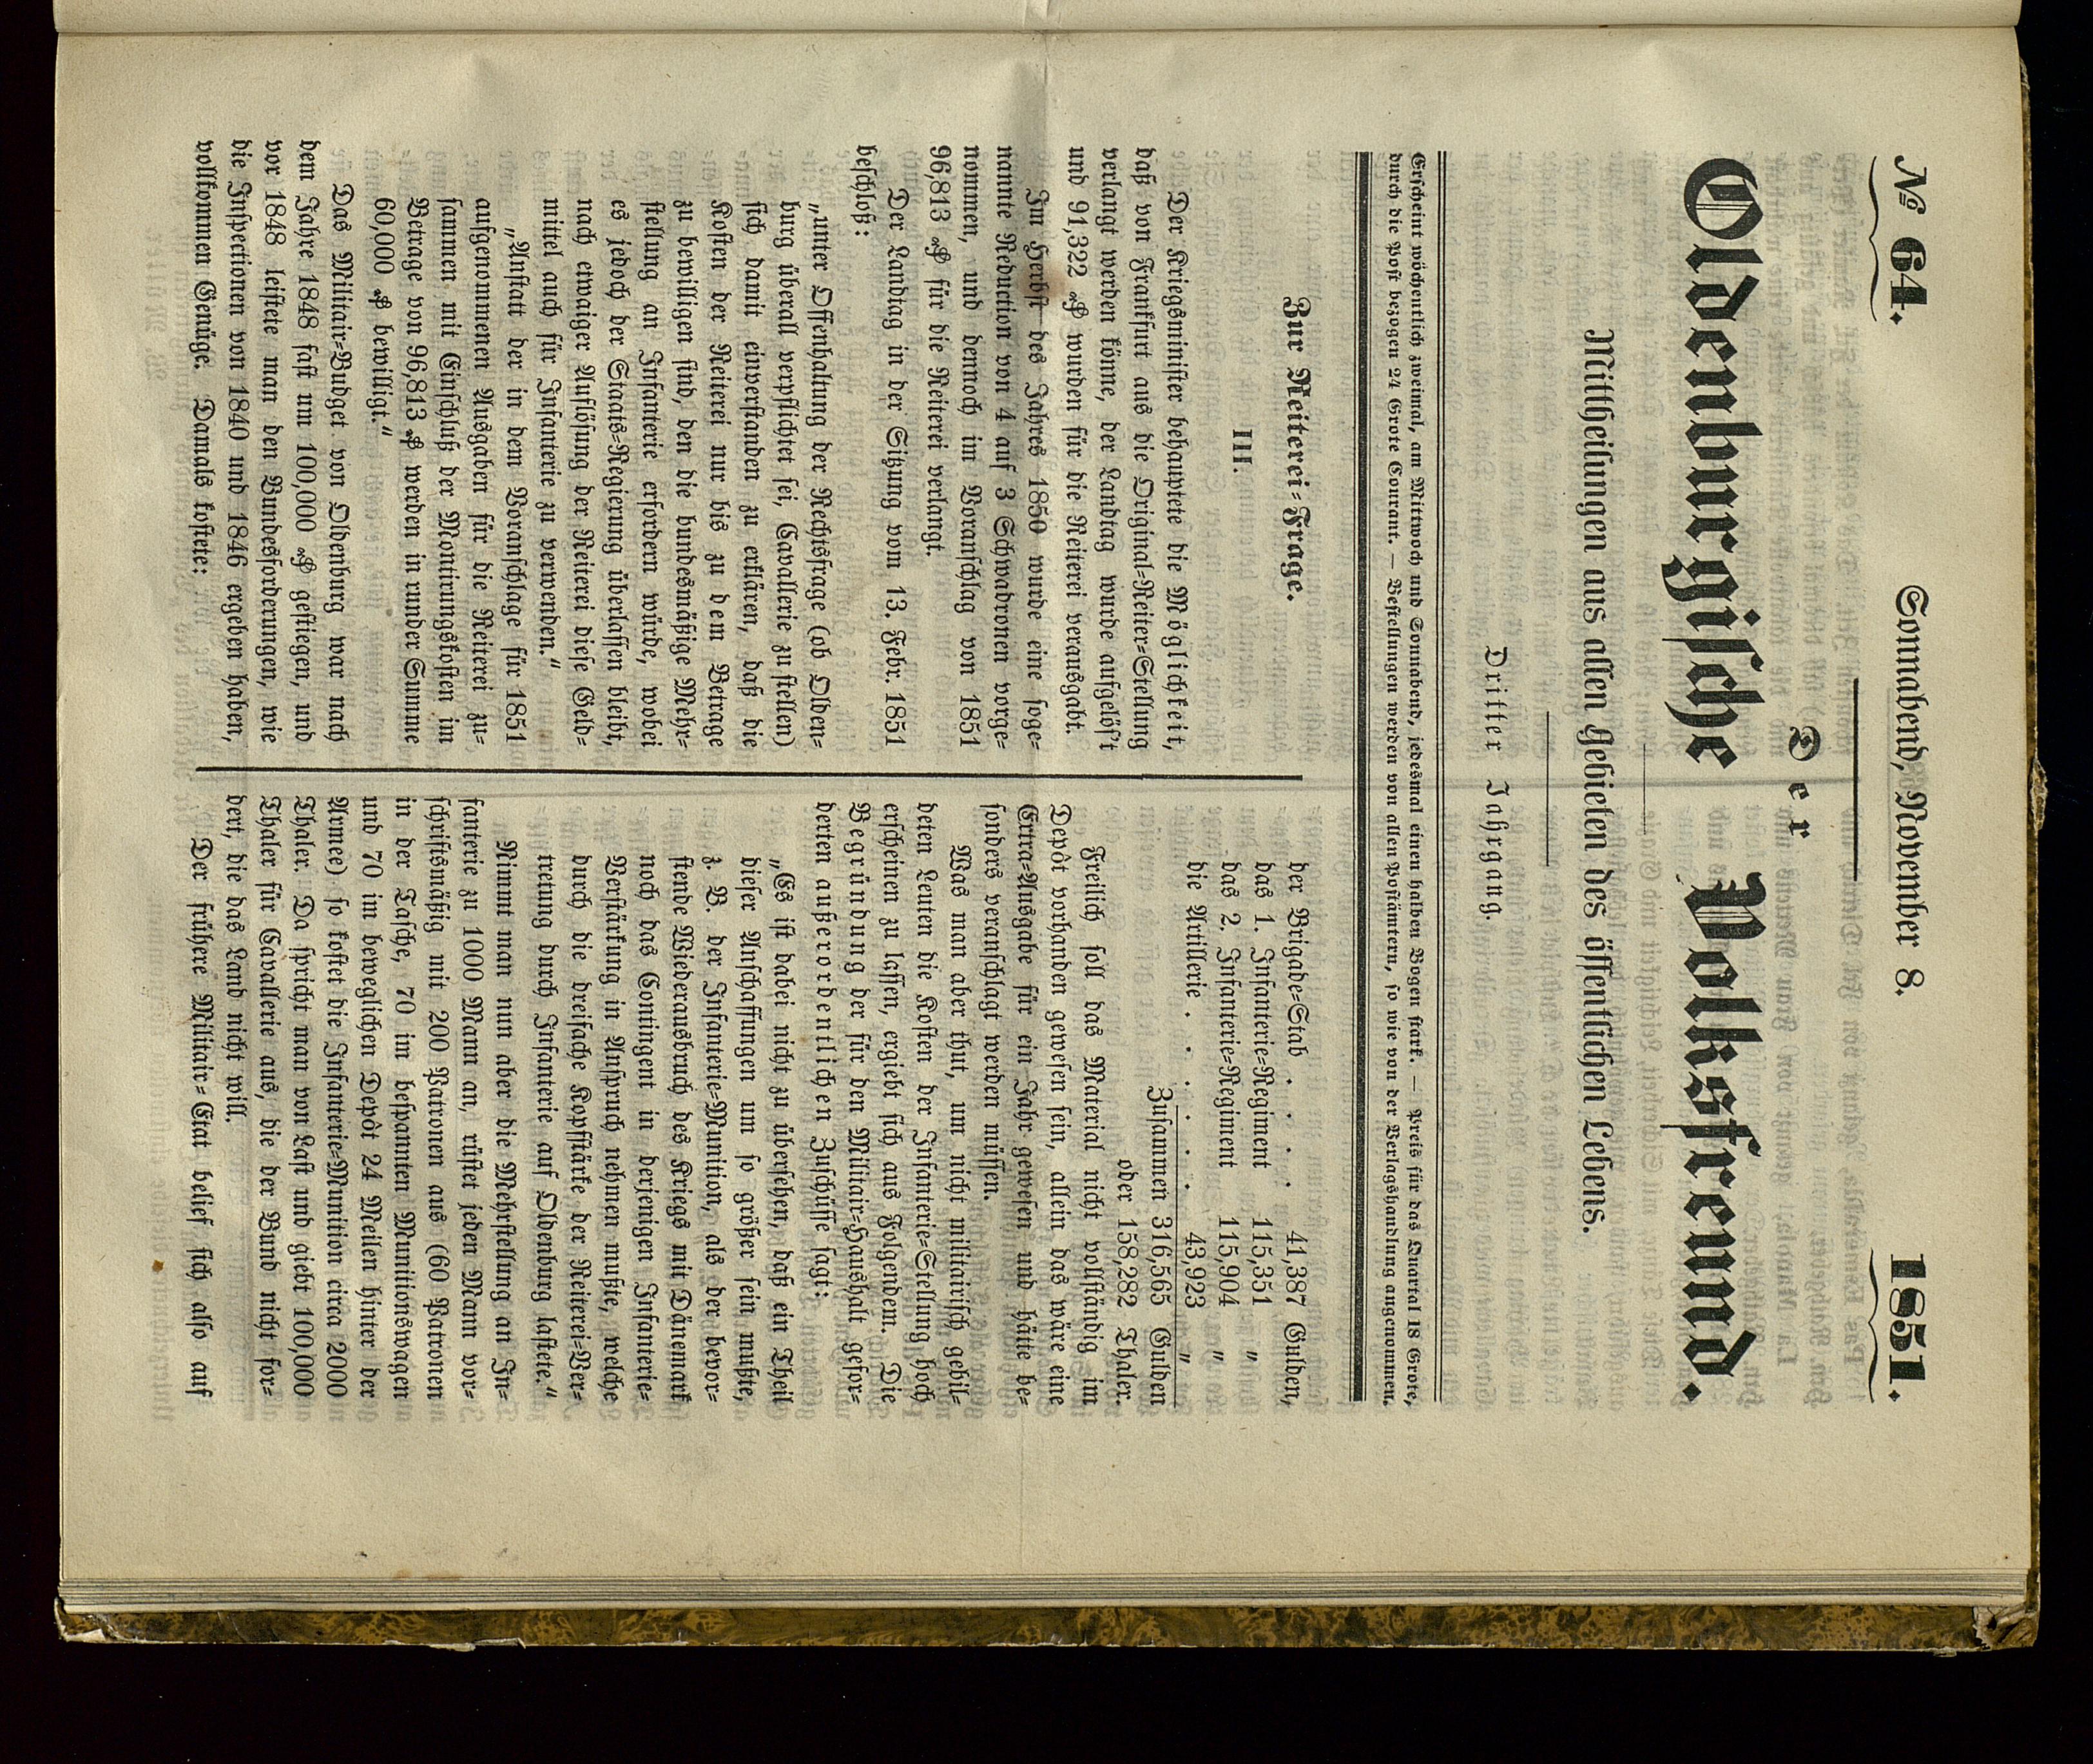 № 64. Sonnabend, November 8. 1851.
Der
Oldenburgische Volksfreund.
Mittheilungen aus allen Gebieten des öffentlichen Lebens.
Dritter Jahrgang.
Erscheint wöchentlich zweimal, am Mittwoch und Sonnabend, jedesmal einen halben Bogen stark. — Preis für das Quartal 18 Grote,
durch die Post bezogen 24 Grote Courant. — Bestellungen werden von allen Postämtern, so wie von der Verlagshandlung angenommen.
Zur Reiterei-Frage.
III.
Der Kriegsminister behauptete die Möglichkeit,
daß von Frankfurt aus die Original-Reiter-Stellung
verlangt werden könne, der Landtag wurde aufgelös't
und 91,322 ₰ wurden für die Reiterei verausgabt.
Im Herbst des Jahres 1850 wurde eine soge-
nannte Reduction von 4 auf 3 Schwadronen vorge-
nommen, und dennoch im Voranschlag von 1851
96,813 ₰ für die Reiterei verlangt.
Der Landtag in der Sitzung vom 13. Febr. 1851
beschloß:
„unter Offenhaltung der Rechtsfrage (ob Olden-
burg überall verpflichtet sei, Cavallerie zu stellen)
sich damit einverstanden zu erklären, daß die
Kosten der Reiterei nur bis zu dem Betrage
zu bewilligen sind, den die bundesmäßige Mehr-
stellung an Infanterie erfordern würde, wobei
es jedoch der Staats-Regierung überlassen bleibt,
nach etwaiger Auflösung der Reiterei diese Geld-
mittel auch für Infanterie zu verwenden.“
„Anstatt der in dem Voranschlage für 1851
aufgenommenen Ausgaben für die Reiterei zu-
sammen mit Einschluß der Montirungskosten im
Betrage von 96,813 ₰ werden in runder Summe
60,000 ₰ bewilligt.“
Das Militair-Budget von Oldenburg war nach
dem Jahre 1848 fast um 100,000 ₰ gestiegen, und
vor 1848 leistete man den Bundesforderungen, wie
die Inspectionen von 1840 und 1846 ergeben haben,
vollkommen Genüge. Damals kostete:
der Brigade-Stab . . . . 41,387 Gulden,
das 1. Infanterie-Regiment 115,351 „
das 2. Infanterie-Regiment 115,904 „
die Artillerie . . . . . . 43,923 „
Zusammen 316,565 Gulden
oder 158,282 Thaler.
Freilich soll das Material nicht vollständig im
Depôt vorhanden gewesen sein, allein das wäre eine
Extra-Ausgabe für ein Jahr gewesen und hätte be-
sonders veranschlagt werden müssen.
Was man aber thut, um nicht militairisch gebil-
deten Leuten die Kosten der Infanterie-Stellung hoch
erscheinen zu lassen, ergiebt sich aus Folgendem. Die
Begründung der für den Militair-Haushalt gefor-
derten außerordentlichen Zuschüsse sagt:
„Es ist dabei nicht zu übersehen, daß ein Theil
dieser Anschaffungen um so größer sein mußte,
z. B. der Infanterie-Munition, als der bevor-
stende Wiederausbruch des Kriegs mit Dänemark
noch das Contingent in derjenigen Infanterie-
Verstärkung in Anspruch nehmen mußte, welche
durch die dreifache Kopfstärke der Reiterei-Ver-
tretung durch Infanterie auf Oldenburg lastete.“
Nimmt man nun aber die Mehrstellung an In-
fanterie zu 1000 Mann an, rüstet jeden Mann vor-
schriftsmäßig mit 200 Patronen aus (60 Patronen
in der Tasche, 70 im bespannten Munitionswagen
und 70 im beweglichen Depôt 24 Meilen hinter der
Armee) so kostet die Infanterie-Munition circa 2000
Thaler. Da spricht man von Last und giebt 100,000
Thaler für Cavallerie aus, die der Bund nicht for-
dert, die das Land nicht will.
Der frühere Militair-Etat belief sich also auf